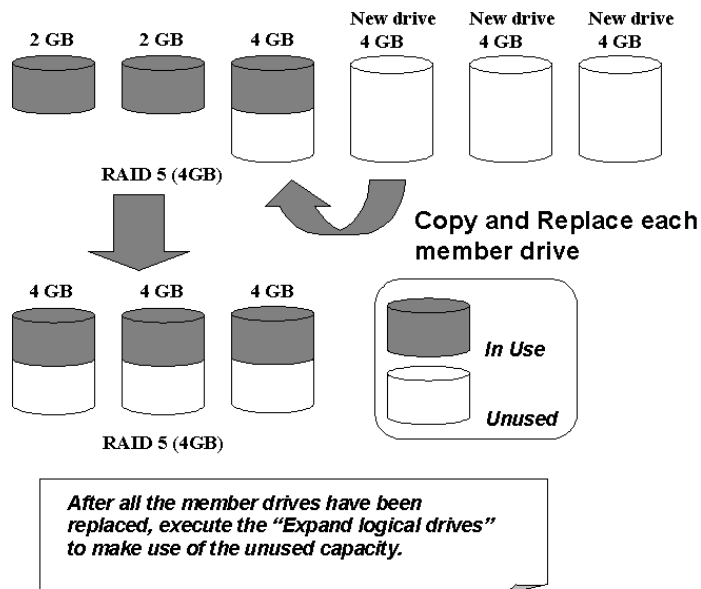 New drive New drive New drive
2 GB 2 GB 4 GB 4 GB 4 GB 4 GB
RAID 5 (4GB)
Copy and Replace each
member drive
4 GB 4 GB 4 GB
In Use
Unused
RAID 5 (4GB)
After all the member drives have been
replaced, execute the “Expand logical drives”
to make use of the unused capacity.